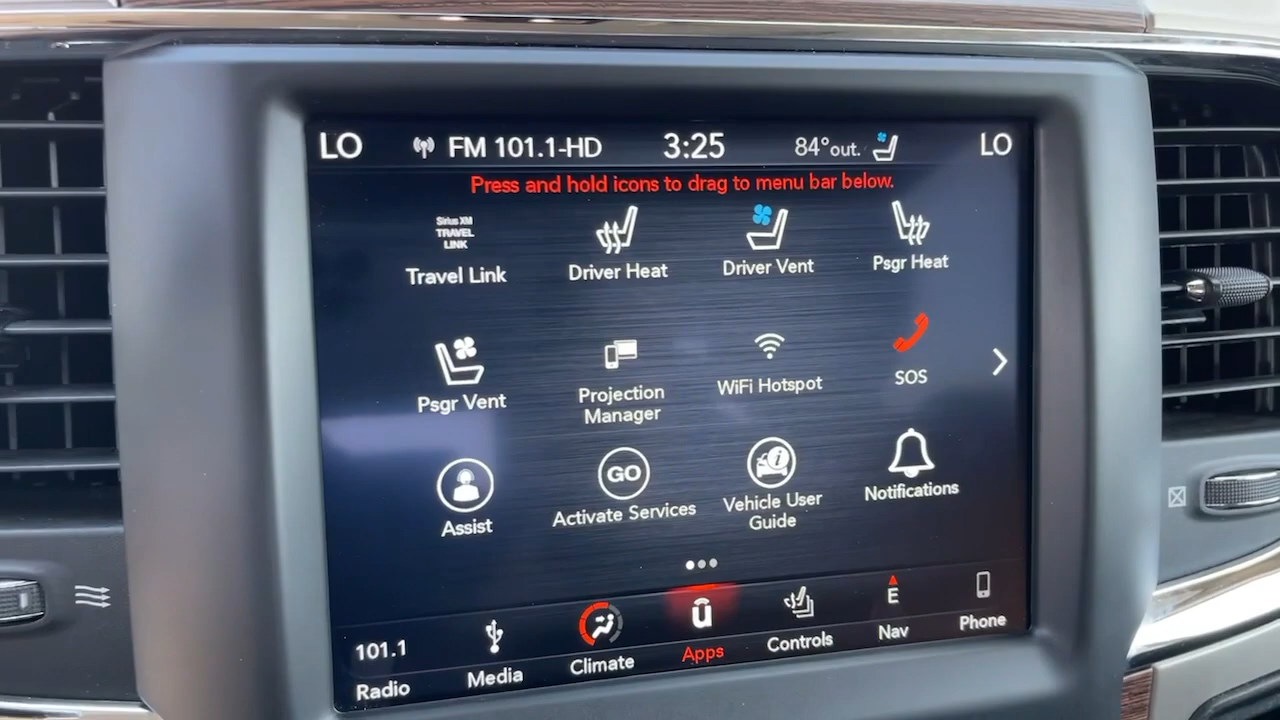 LO FM 101.1-HD 3:25 84°out. LO
Press and hold icons to drag to menu bar below.
Sirius XM
TRAVEL
LINK
Travel Link
Driver Heat
Driver Vent
Psgr Heat
Psgr Vent
Projection
Manager
WiFi Hotspot
SOS
Assist
GO
Activate Services
Vehicle User
Guide
Notifications
101.1
Radio
Media
Climate
Apps
Controls
E
Nav
Phone